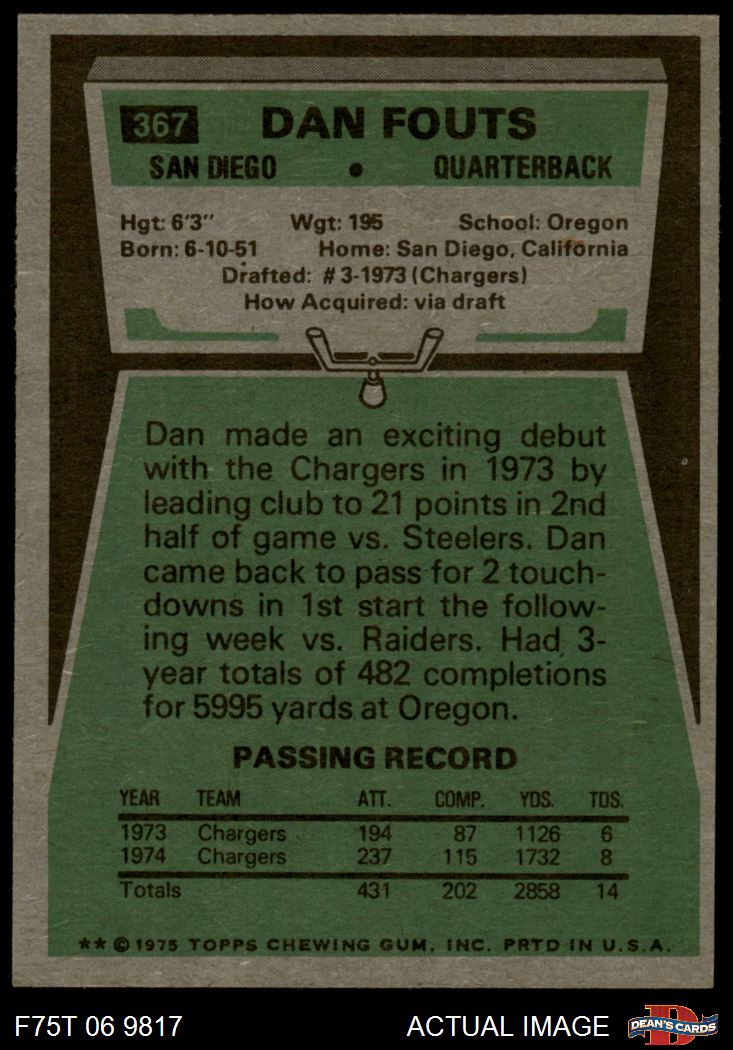 367 DAN FOUTS
SAN DIEGO • QUARTERBACK
Hgt: 6'3" Wgt: 195 School: Oregon
Born: 6-10-51 Home: San Diego, California
Drafted: #3-1973 (Chargers)
How Acquired: via draft
Dan made an exciting debut
with the Chargers in 1973 by
leading club to 21 points in 2nd
half of game vs. Steelers. Dan
came back to pass for 2 touch-
downs in 1st start the follow-
ing week vs. Raiders. Had 3-
year totals of 482 completions
for 5995 yards at Oregon.
PASSING RECORD
YEAR TEAM ATT. COMP. YDS. TDS.
1973 Chargers 194 87 1126 6
1974 Chargers 237 115 1732 8
Totals 431 202 2858 14
** © 1975 TOPPS CHEWING GUM, INC. PRTD IN U.S.A.
F75T 06 9817 ACTUAL IMAGE D DEAN'S CARDS